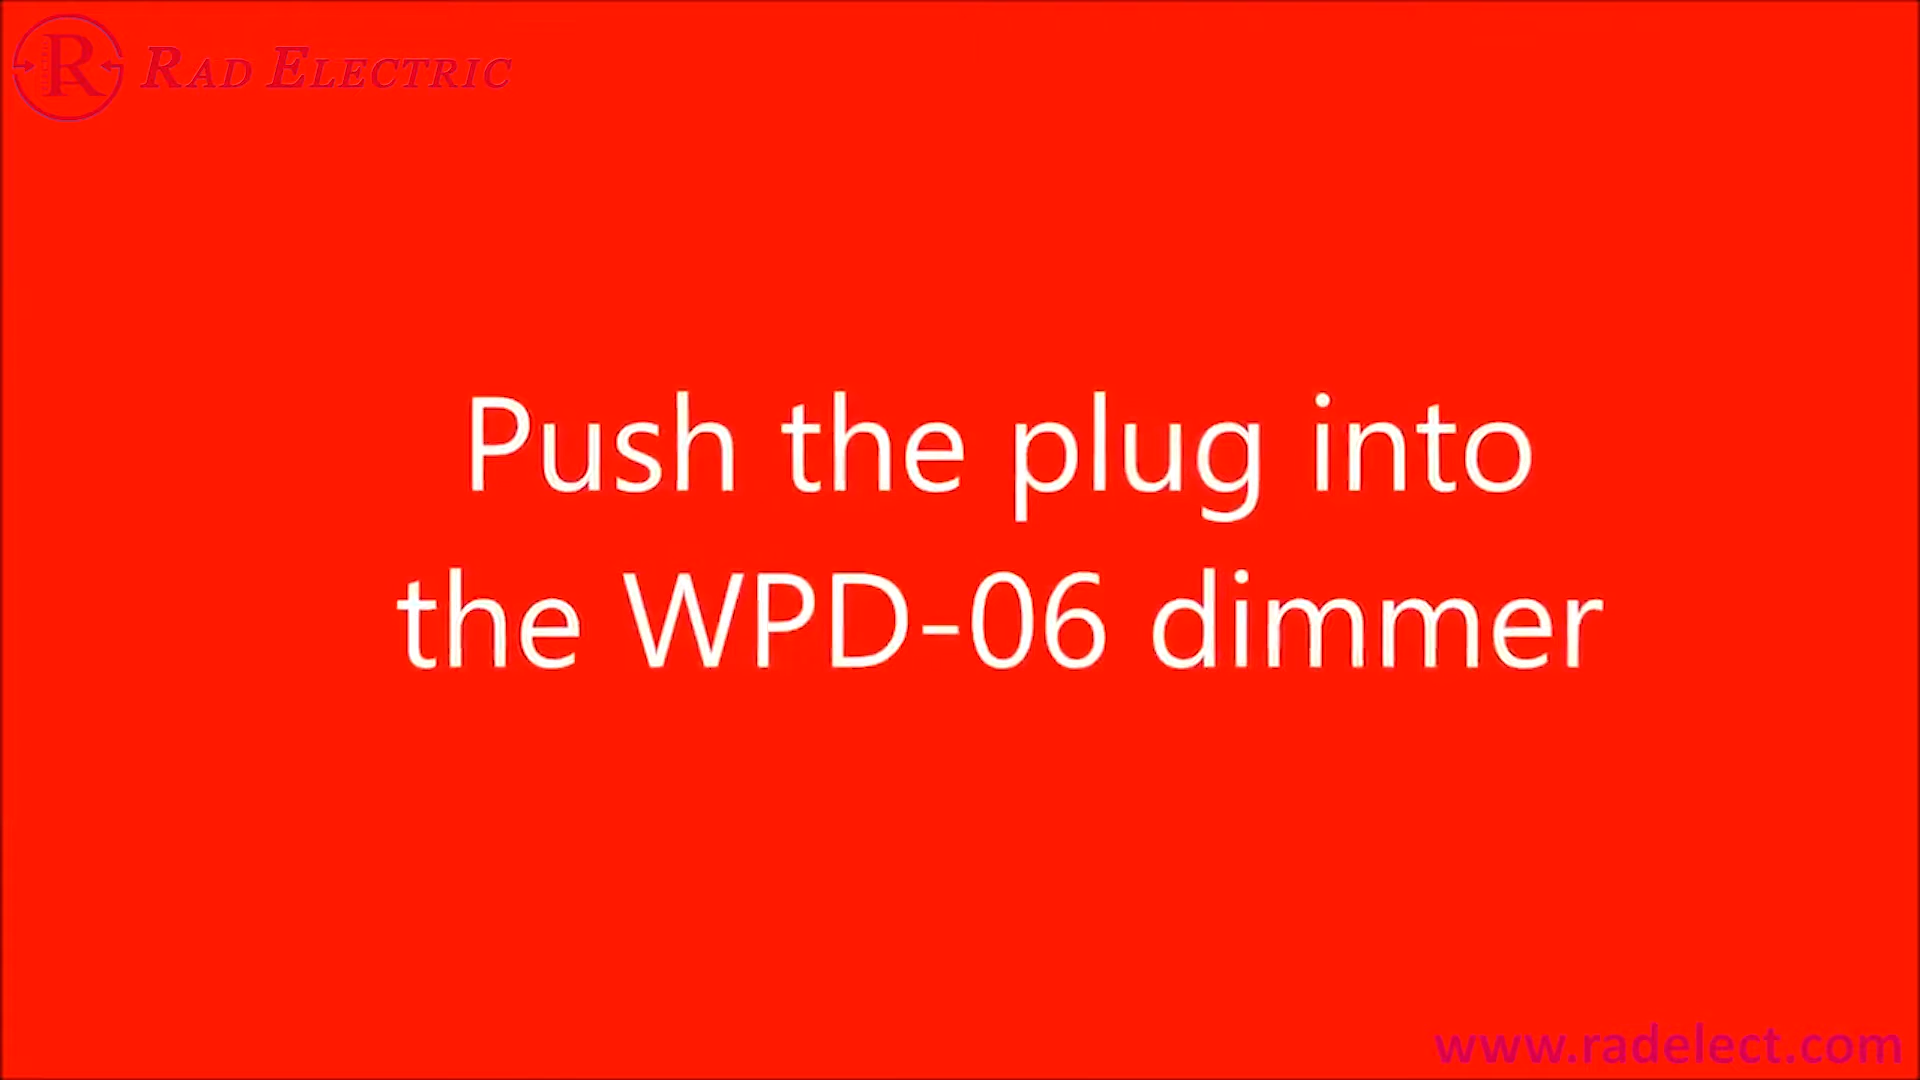 R RAD ELECTRIC
Push the plug into
the WPD-06 dimmer
www.radelect.com